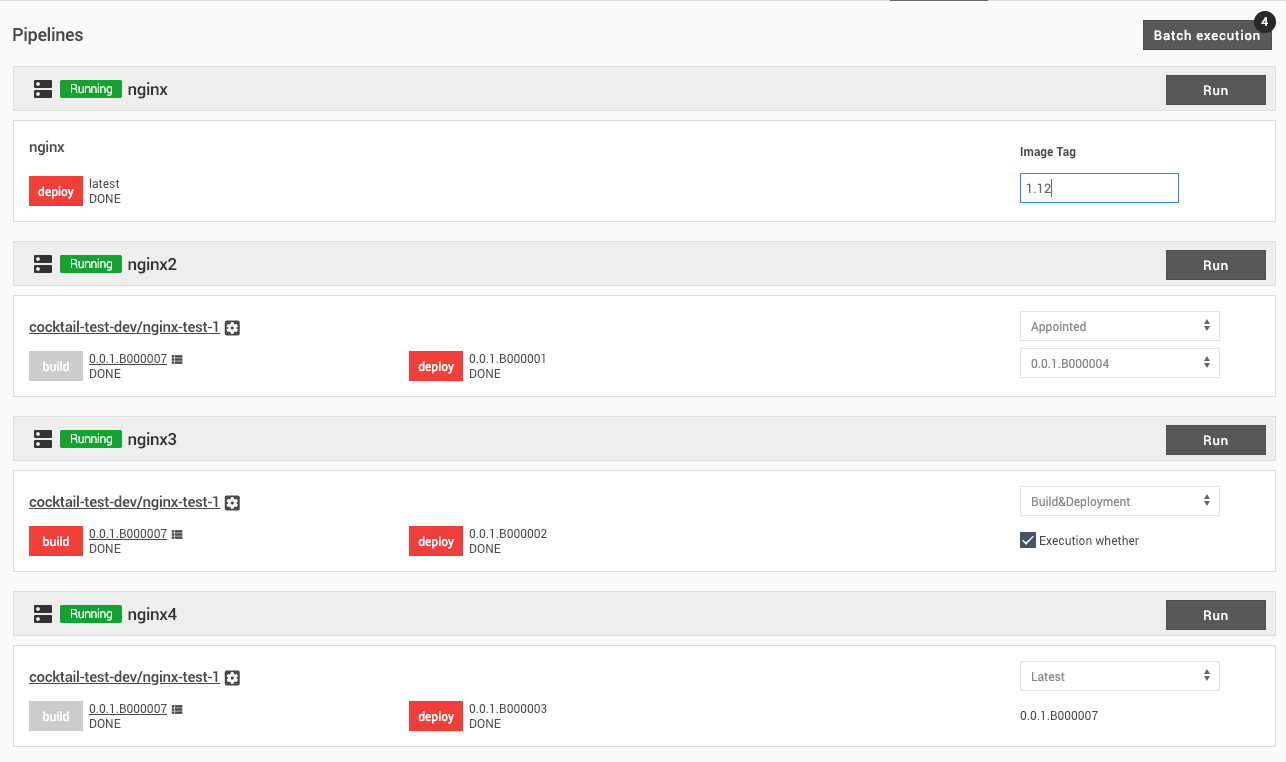 Pipelines
Batch execution 4
Running nginx
Run
nginx
Image Tag
deploy latest
DONE
1.12
Running nginx2
Run
cocktail-test-dev/nginx-test-1
Appointed
build 0.0.1.B000007
DONE
deploy 0.0.1.B000001
DONE
0.0.1.B000004
Running nginx3
Run
cocktail-test-dev/nginx-test-1
Build&Deployment
build 0.0.1.B000007
DONE
deploy 0.0.1.B000002
DONE
Execution whether
Running nginx4
Run
cocktail-test-dev/nginx-test-1
Latest
build 0.0.1.B000007
DONE
deploy 0.0.1.B000003
DONE
0.0.1.B000007